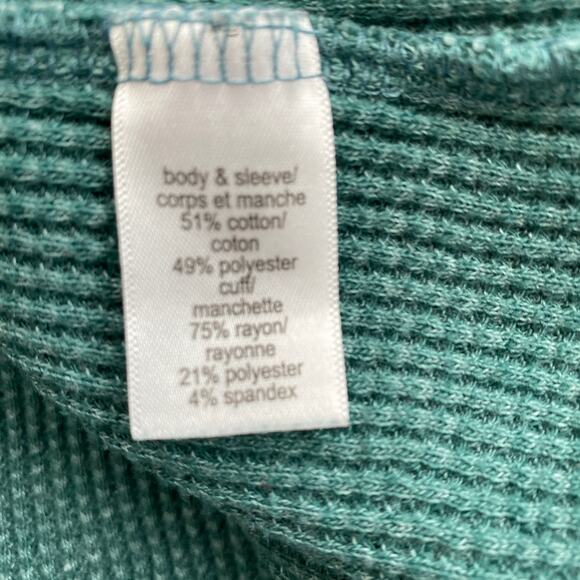 body & sleeve/
corps et manche
51% cotton/
coton
49% polyester
cuff/
manchette
75% rayon/
rayonne
21% polyester
4% spandex